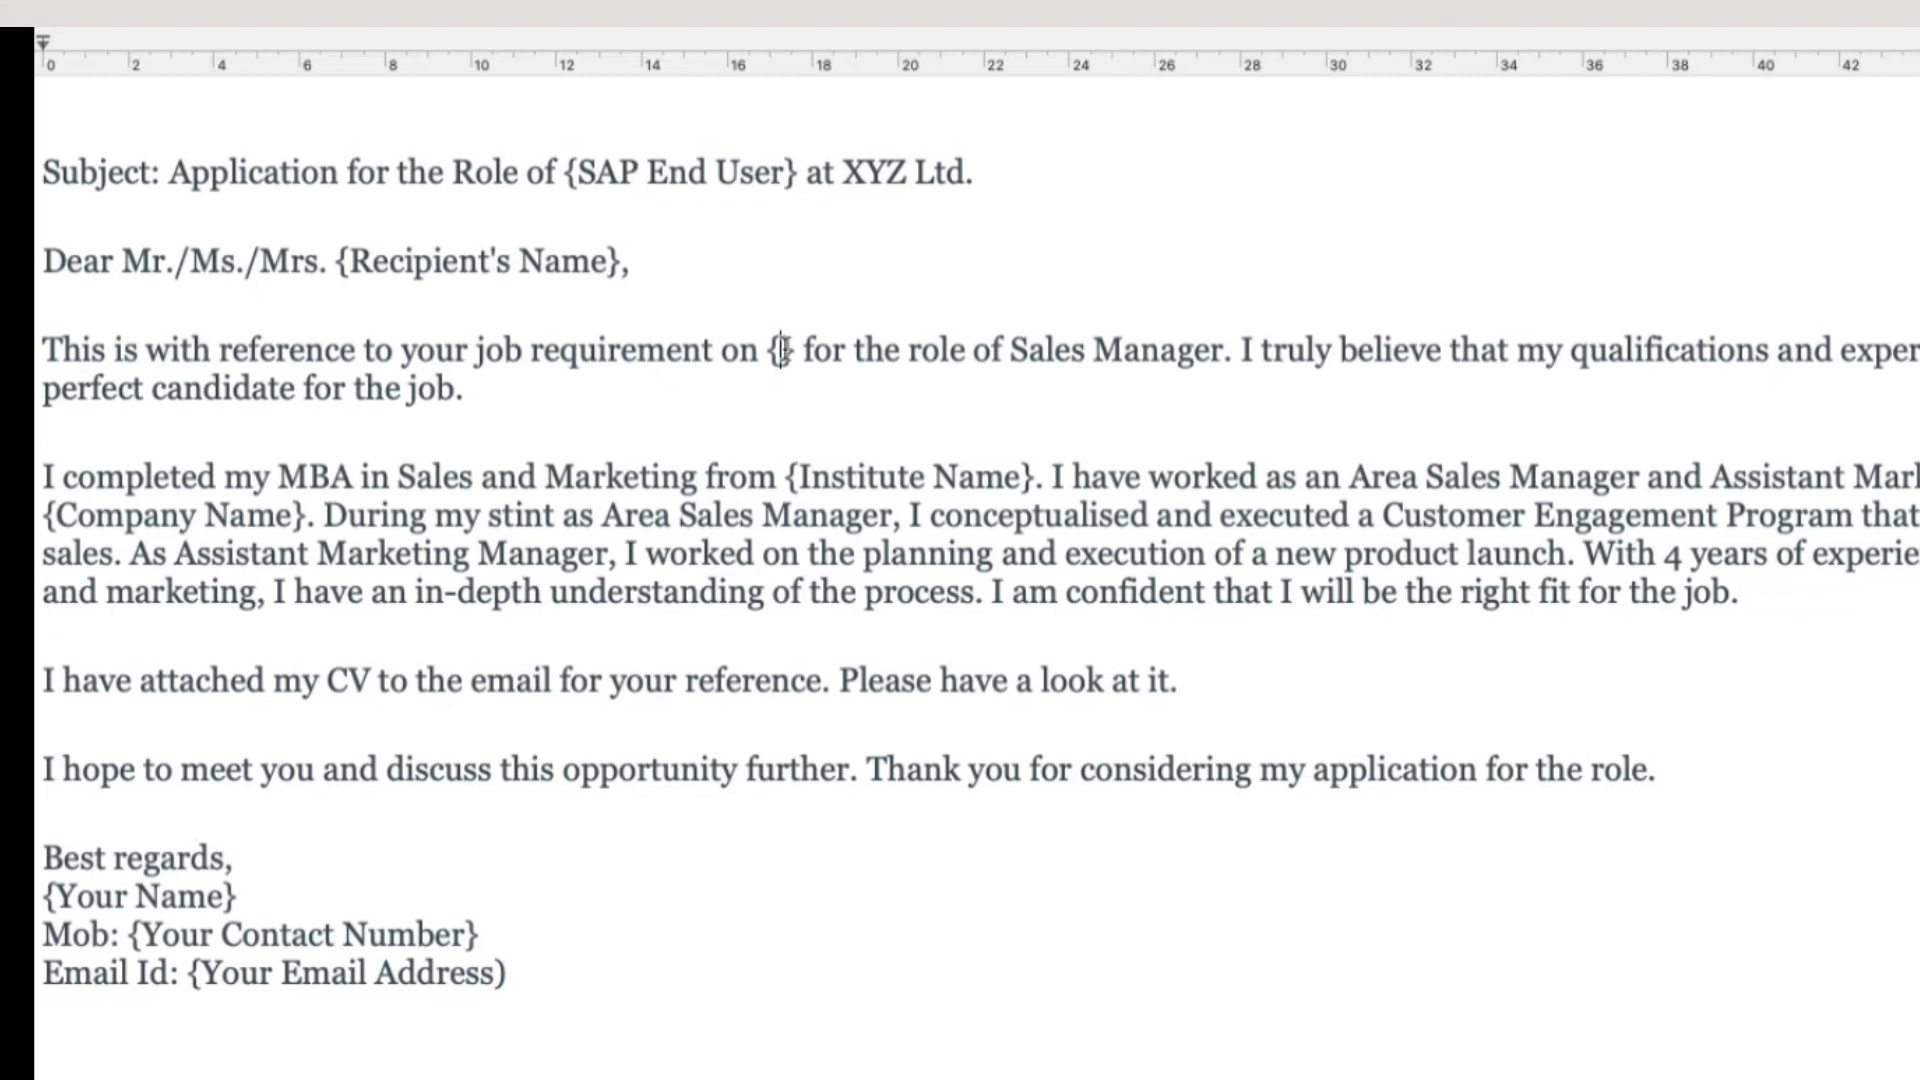 0 2 4 6 8 10 12 14 16 18 20 22 24 26 28 30 32 34 36 38 40 42
Subject: Application for the Role of {SAP End User} at XYZ Ltd.
Dear Mr./Ms./Mrs. {Recipient's Name},
This is with reference to your job requirement on {} for the role of Sales Manager. I truly believe that my qualifications and exper
perfect candidate for the job.
I completed my MBA in Sales and Marketing from {Institute Name}. I have worked as an Area Sales Manager and Assistant Mark
{Company Name}. During my stint as Area Sales Manager, I conceptualised and executed a Customer Engagement Program that
sales. As Assistant Marketing Manager, I worked on the planning and execution of a new product launch. With 4 years of experie
and marketing, I have an in-depth understanding of the process. I am confident that I will be the right fit for the job.
I have attached my CV to the email for your reference. Please have a look at it.
I hope to meet you and discuss this opportunity further. Thank you for considering my application for the role.
Best regards,
{Your Name}
Mob: {Your Contact Number}
Email Id: {Your Email Address)